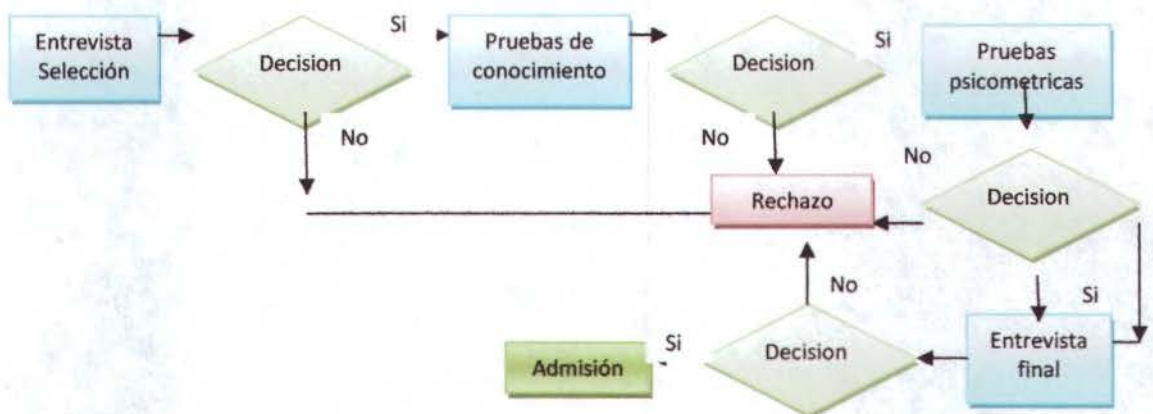 Entrevista
Selección
Decision
Si
Pruebas de
conocimiento
Decision
Si
Pruebas
psicometricas
No
No
No
Decision
Rechazo
No
Si
Entrevista
final
Decision
Si
Admisión